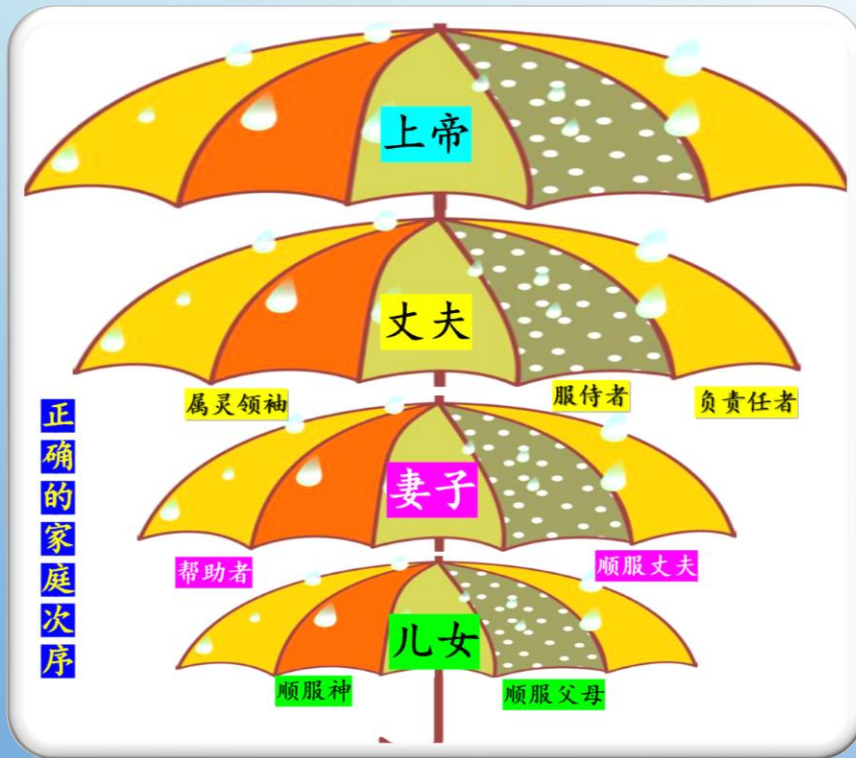 上帝
丈夫
属灵领袖
服侍者
负责任者
正确的家庭次序
妻子
帮助者
顺服丈夫
儿女
顺服神
顺服父母